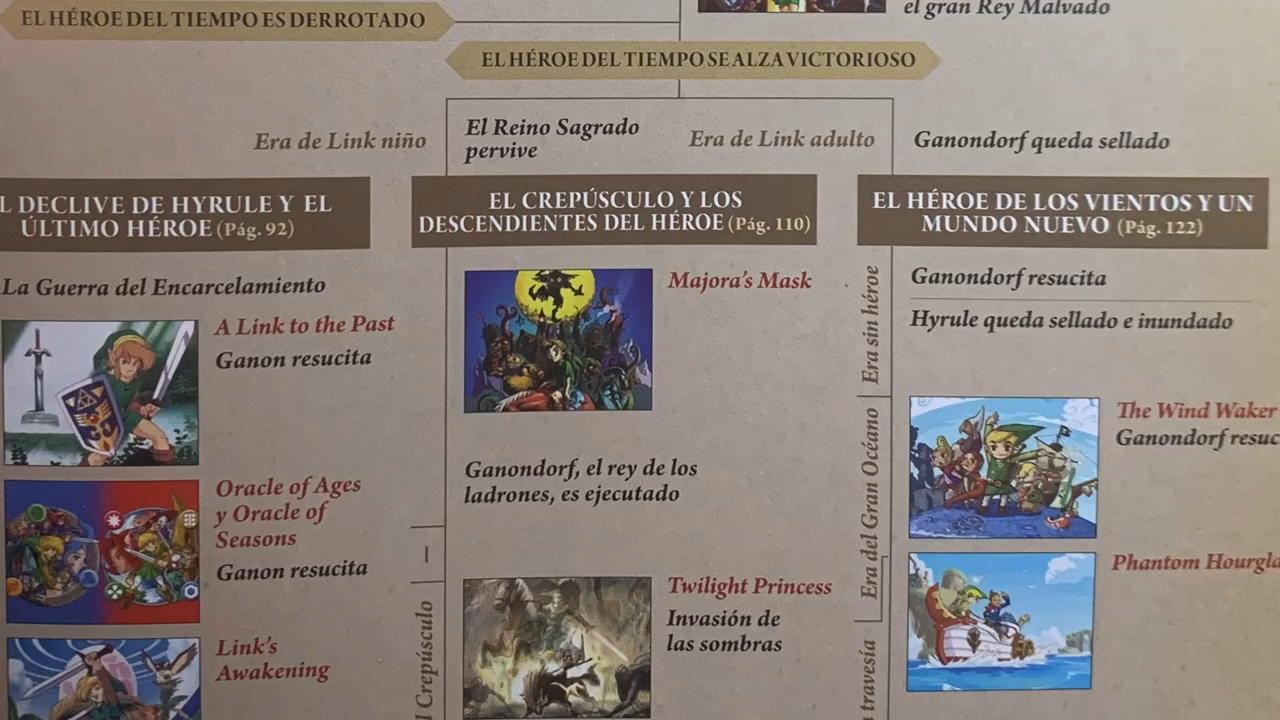 EL HÉROE DEL TIEMPO ES DERROTADO
el gran Rey Malvado
EL HÉROE DEL TIEMPO SE ALZA VICTORIOSO
Era de Link niño
El Reino Sagrado
pervive
Era de Link adulto
Ganondorf queda sellado
L DECLIVE DE HYRULE Y EL
ÚLTIMO HÉROE (Pág. 92)
La Guerra del Encarcelamiento
A Link to the Past
Ganon resucita
Oracle of Ages
y Oracle of
Seasons
Ganon resucita
Link's
Awakening
l Crepúsculo
EL CREPÚSCULO Y LOS
DESCENDIENTES DEL HÉROE (Pág. 110)
Majora's Mask
Ganondorf, el rey de los
ladrones, es ejecutado
Twilight Princess
Invasión de
las sombras
Era sin héroe
Era del Gran Océano
travesía
EL HÉROE DE LOS VIENTOS Y UN
MUNDO NUEVO (Pág. 122)
Ganondorf resucita
Hyrule queda sellado e inundado
The Wind Waker
Ganondorf resuc
Phantom Hourgla